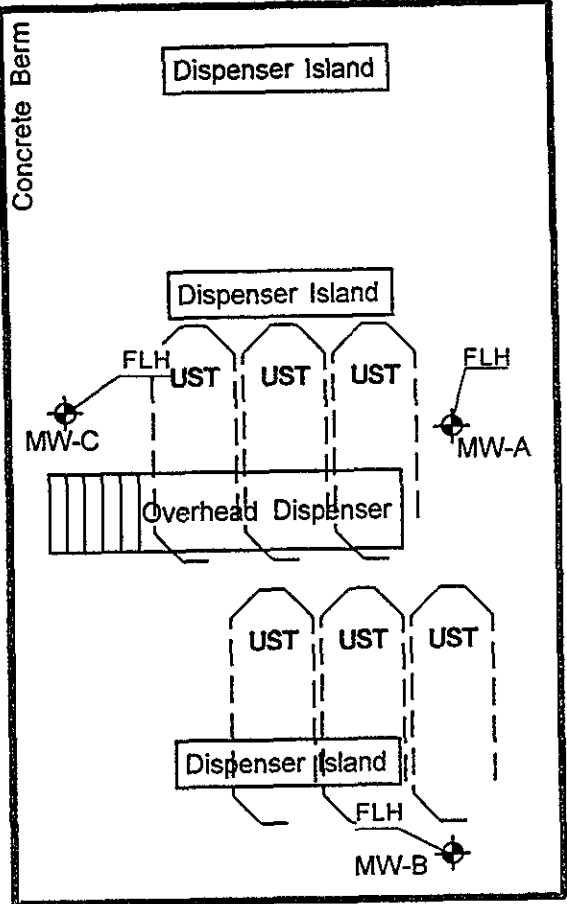 Concrete Berm
Dispenser Island
Dispenser Island
FLH
UST
UST
UST
FLH
MW-C
MW-A
Overhead Dispenser
UST
UST
UST
Dispenser Island
FLH
MW-B